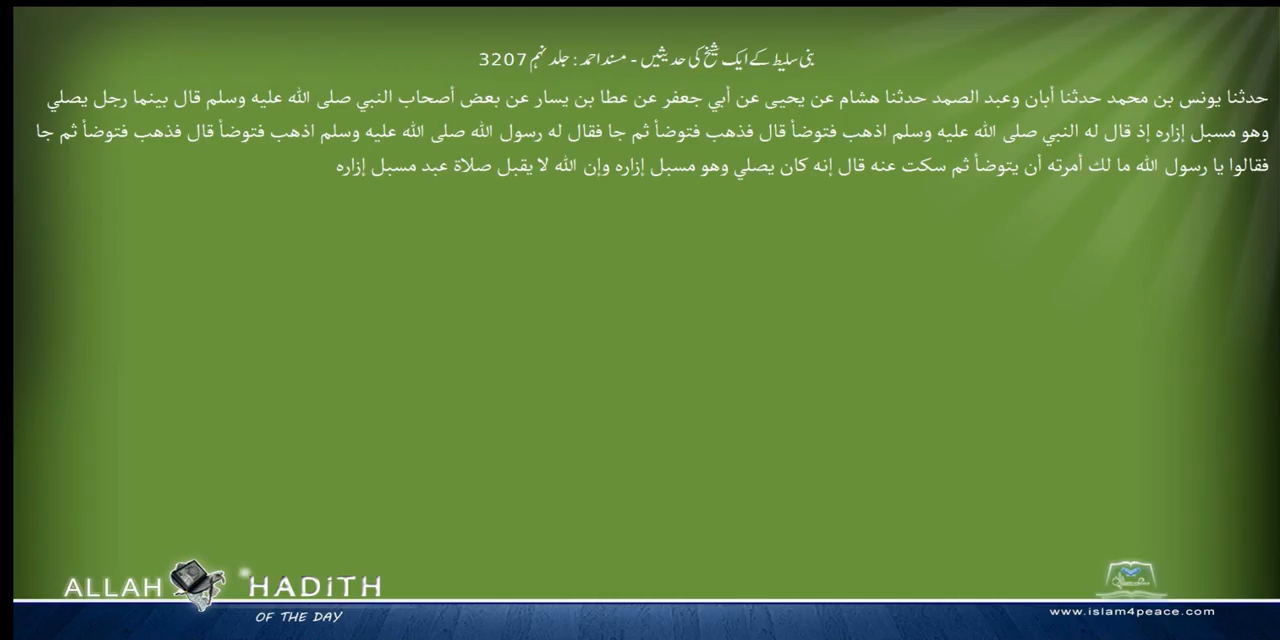 بنی سلیط کے ایک شیخ کی حدیثیں - مسند احمد : جلد نہم 3207
حدثنا يونس بن محمد حدثنا أبان وعبد الصمد حدثنا هشام عن يحيى عن أبي جعفر عن عطا بن يسار عن بعض أصحاب النبي صلى الله عليه وسلم قال بينما رجل يصلي
وهو مسبل إزاره إذ قال له النبي صلى الله عليه وسلم اذهب فتوضأ قال فذهب فتوضأ ثم جا فقال له رسول الله صلى الله عليه وسلم اذهب فتوضأ قال فذهب فتوضأ ثم جا
فقالوا يا رسول الله ما لك أمرته أن يتوضأ ثم سكت عنه قال إنه كان يصلي وهو مسبل إزاره وإن الله لا يقبل صلاة عبد مسبل إزاره
ALLAH HADiTH
OF THE DAY
www.islam4peace.com